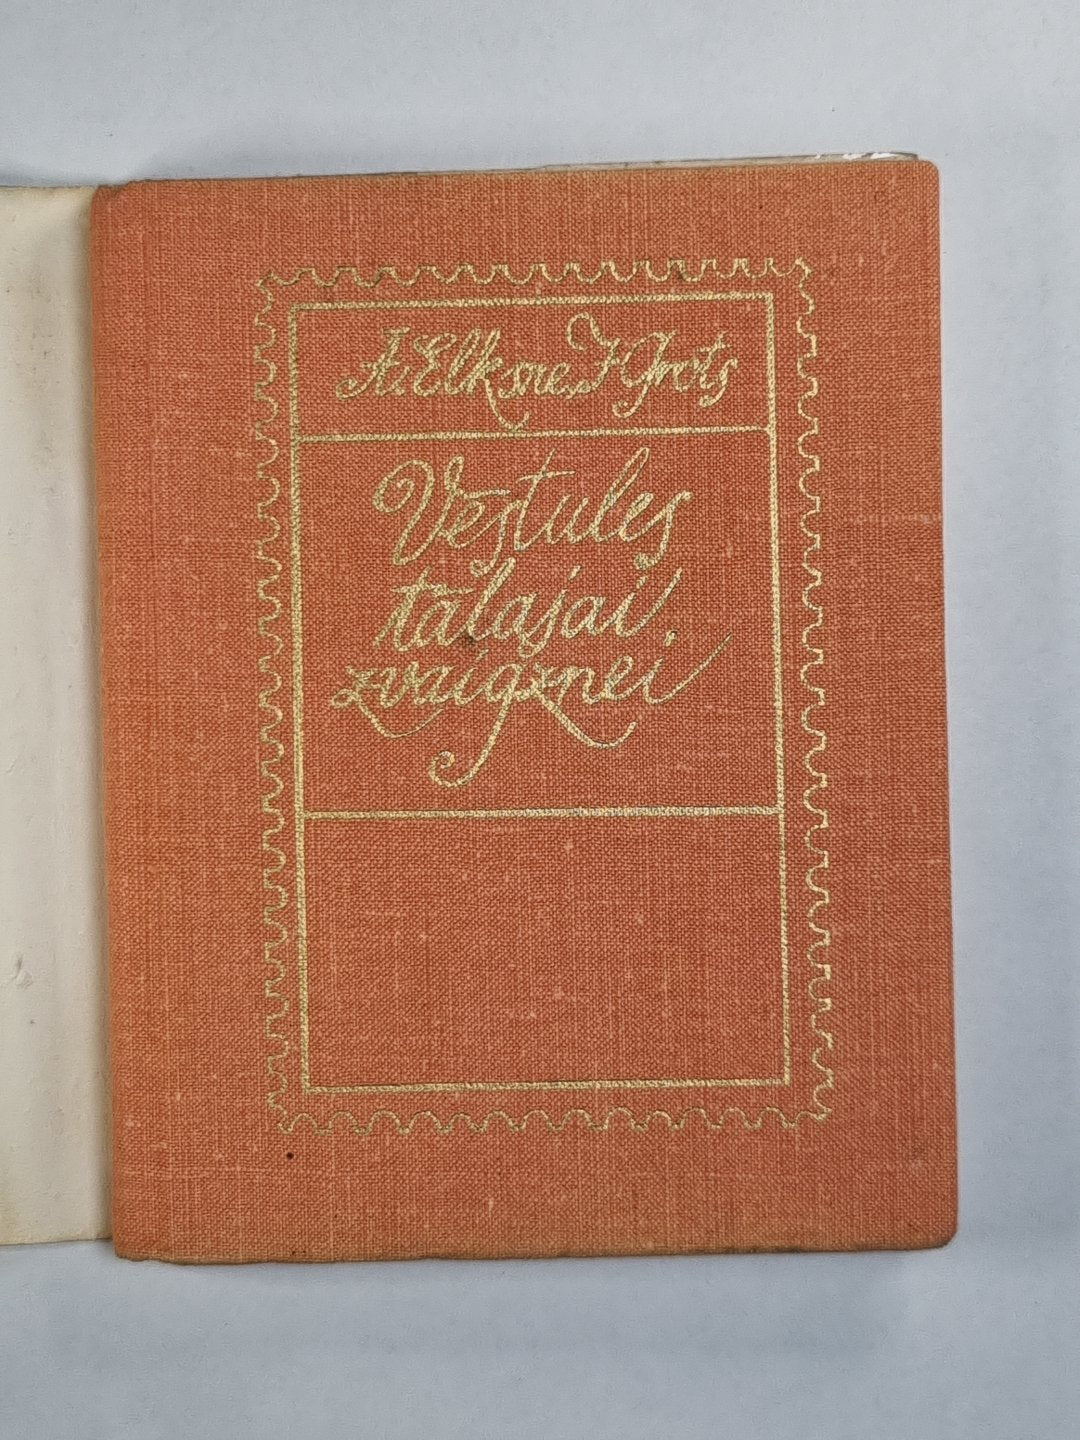 Ā. Elksne, J. Grots
Vēstules
tālajai
zvaigznei